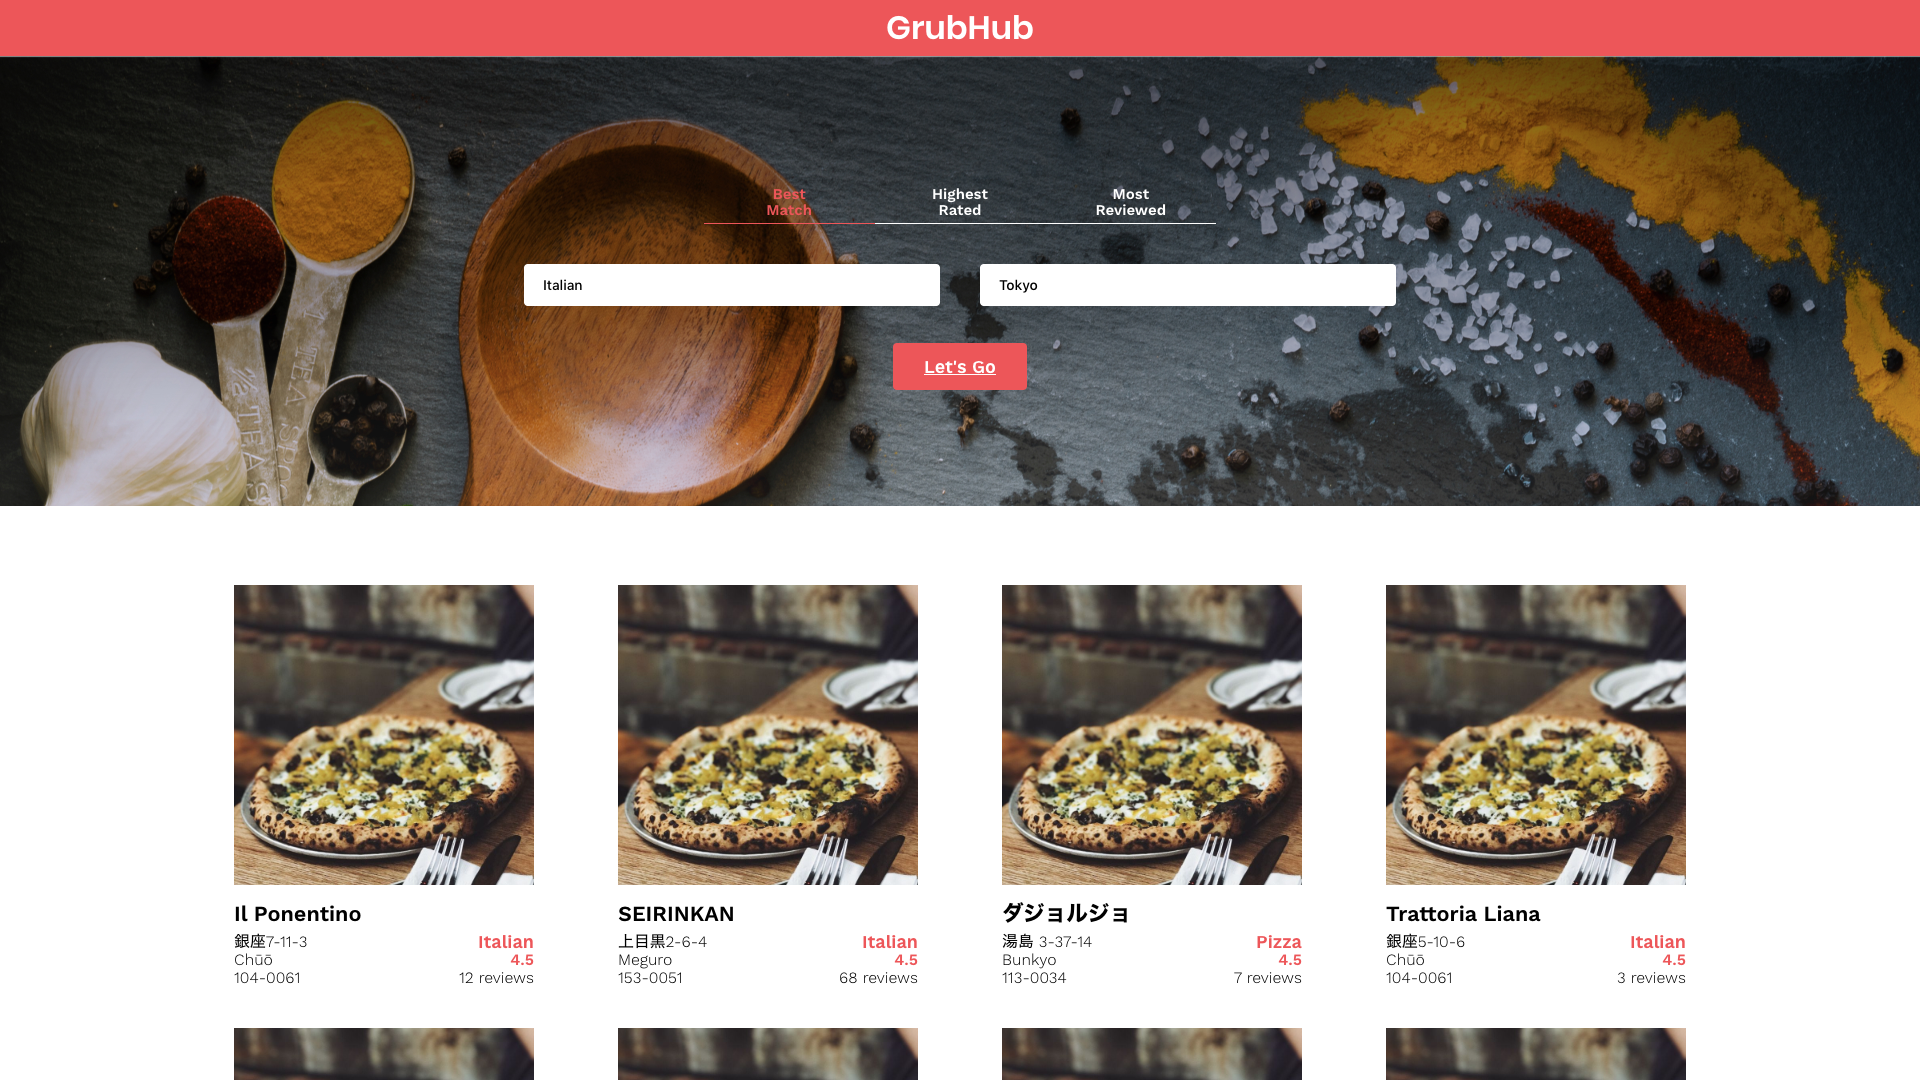 GrubHub
Best
Match
Highest
Rated
Most
Reviewed
Italian
Tokyo
Let's Go
Il Ponentino
銀座7-11-3
Chūō
104-0061
Italian
4.5
12 reviews
SEIRINKAN
上目黒2-6-4
Meguro
153-0051
Italian
4.5
68 reviews
ダジョルジョ
湯島 3-37-14
Bunkyo
113-0034
Pizza
4.5
7 reviews
Trattoria Liana
銀座5-10-6
Chūō
104-0061
Italian
4.5
3 reviews